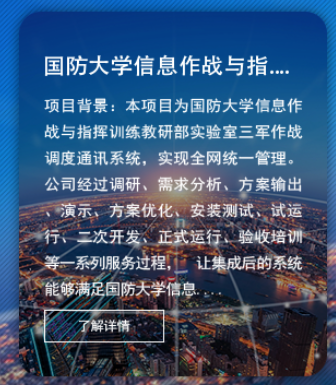 国防大学信息作战与指....
项目背景：本项目为国防大学信息作
战与指挥训练教研部实验室三军作战
调度通讯系统，实现全网统一管理。
公司经过调研、需求分析、方案输出
、演示、方案优化、安装测试、试运
行、二次开发、正式运行、验收培训
等一系列服务过程，　让集成后的系统
能够满足国防大学信息....
了解详情